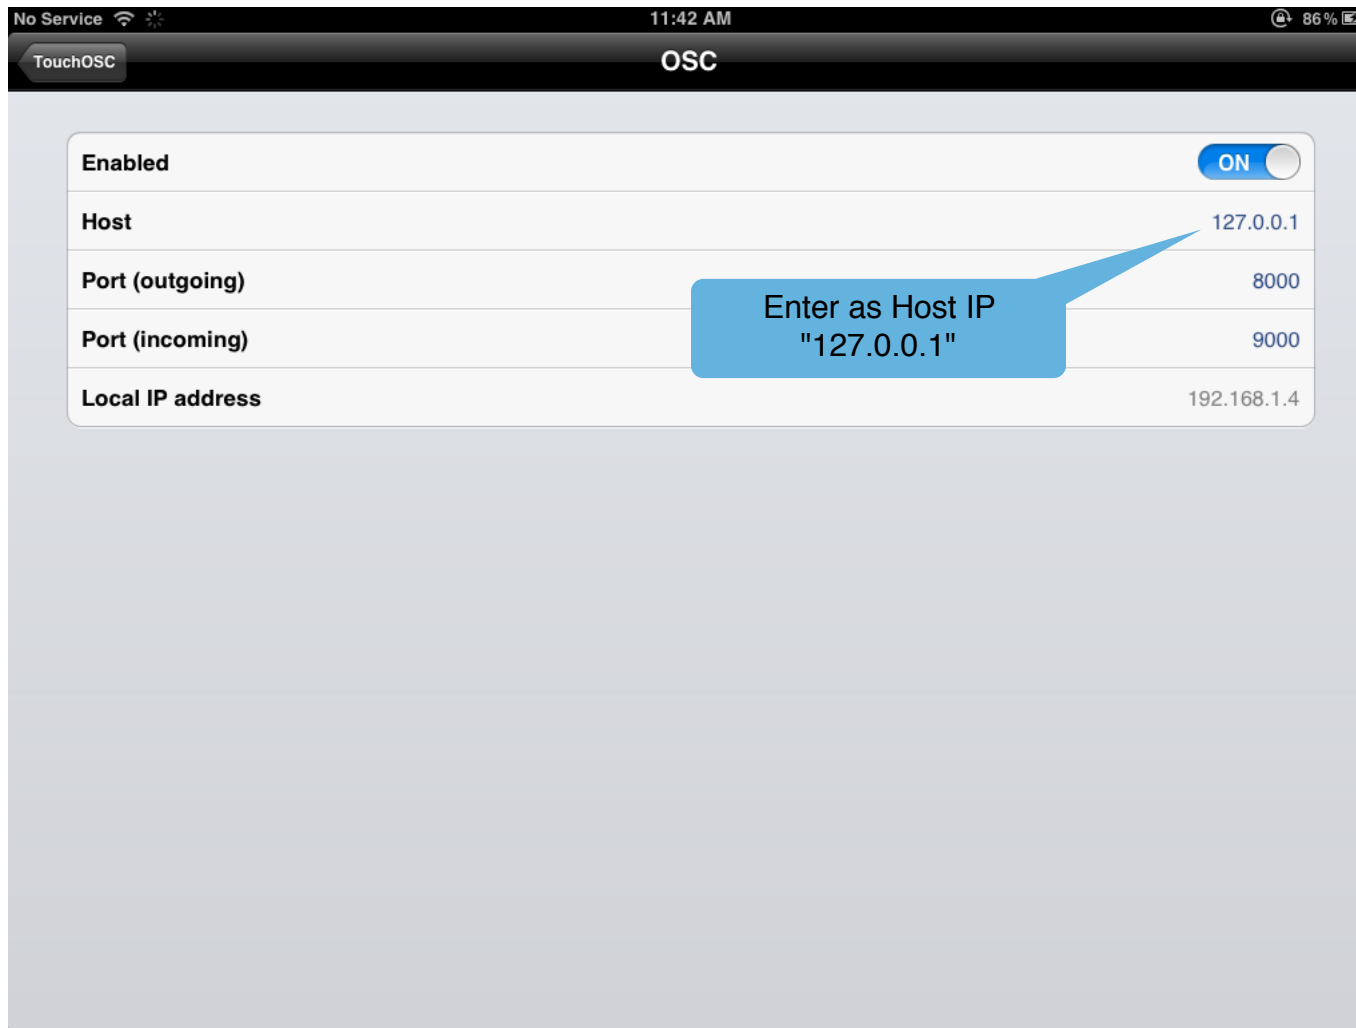 No Service 11:42 AM 86%
TouchOSC OSC
Enabled ON
Host 127.0.0.1
Port (outgoing) 8000
Enter as Host IP
"127.0.0.1"
Port (incoming) 9000
Local IP address 192.168.1.4